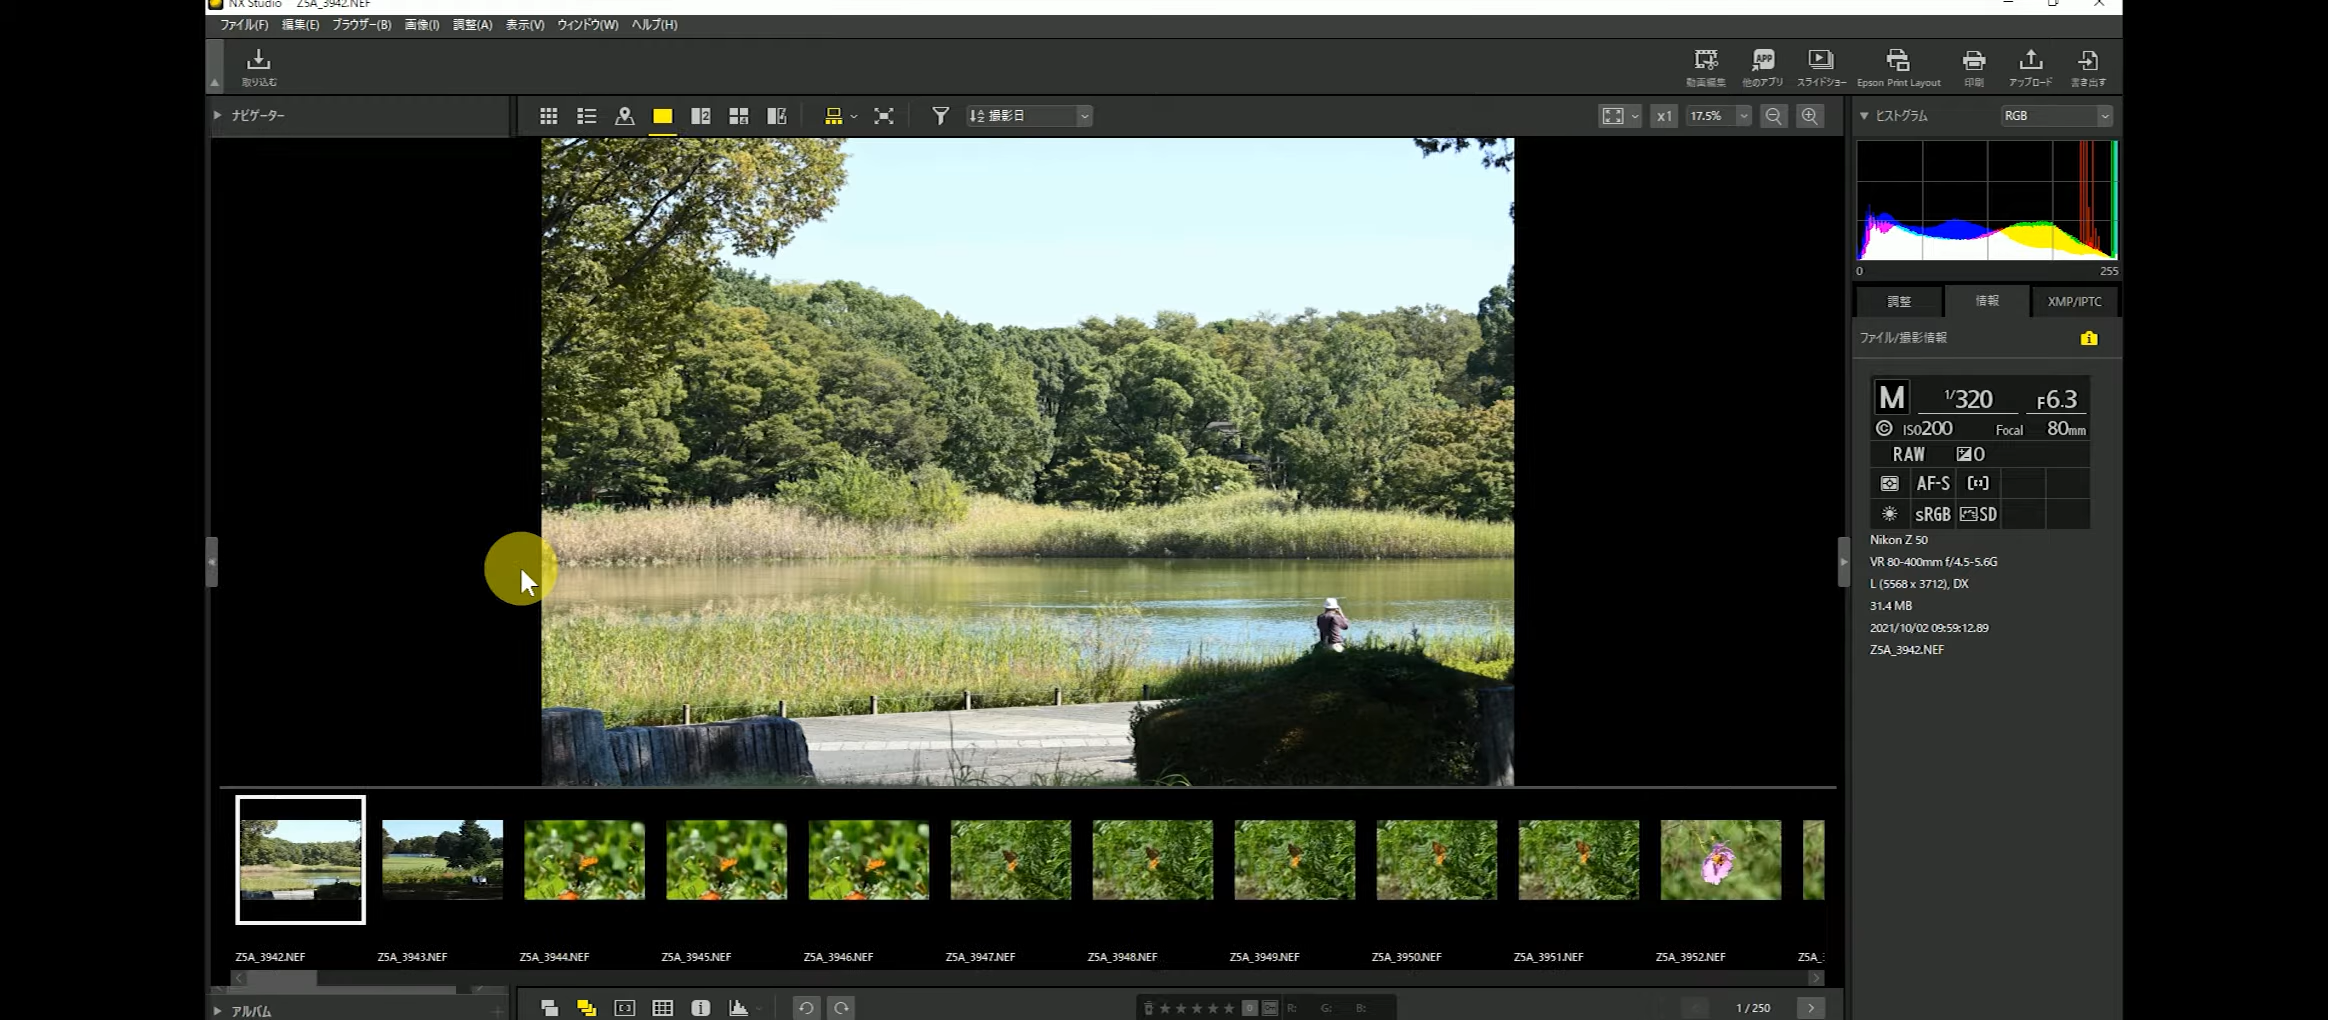 NX Studio Z5A_3942.NEF
ファイル(F) 編集(E) ブラウザー(B) 画像(I) 調整(A) 表示(V) ウィンドウ(W) ヘルプ(H)
取り込む
動画編集 他のアプリ スライドショー Epson Print Layout 印刷 アップロード 書き出す
ナビゲーター
撮影日
x1 17.5%
ヒストグラム RGB
0 255
調整 情報 XMP/IPTC
ファイル/撮影情報
M 1/320 F6.3
ISO200 Focal 80mm
RAW 0
AF-S
sRGB SD
Nikon Z 50
VR 80-400mm f/4.5-5.6G
L (5568 x 3712), DX
31.4 MB
2021/10/02 09:59:12.89
Z5A_3942.NEF
Z5A_3942.NEF Z5A_3943.NEF Z5A_3944.NEF Z5A_3945.NEF Z5A_3946.NEF Z5A_3947.NEF Z5A_3948.NEF Z5A_3949.NEF Z5A_3950.NEF Z5A_3951.NEF Z5A_3952.NEF Z5A_
アルバム
R: G: B:
1 / 250